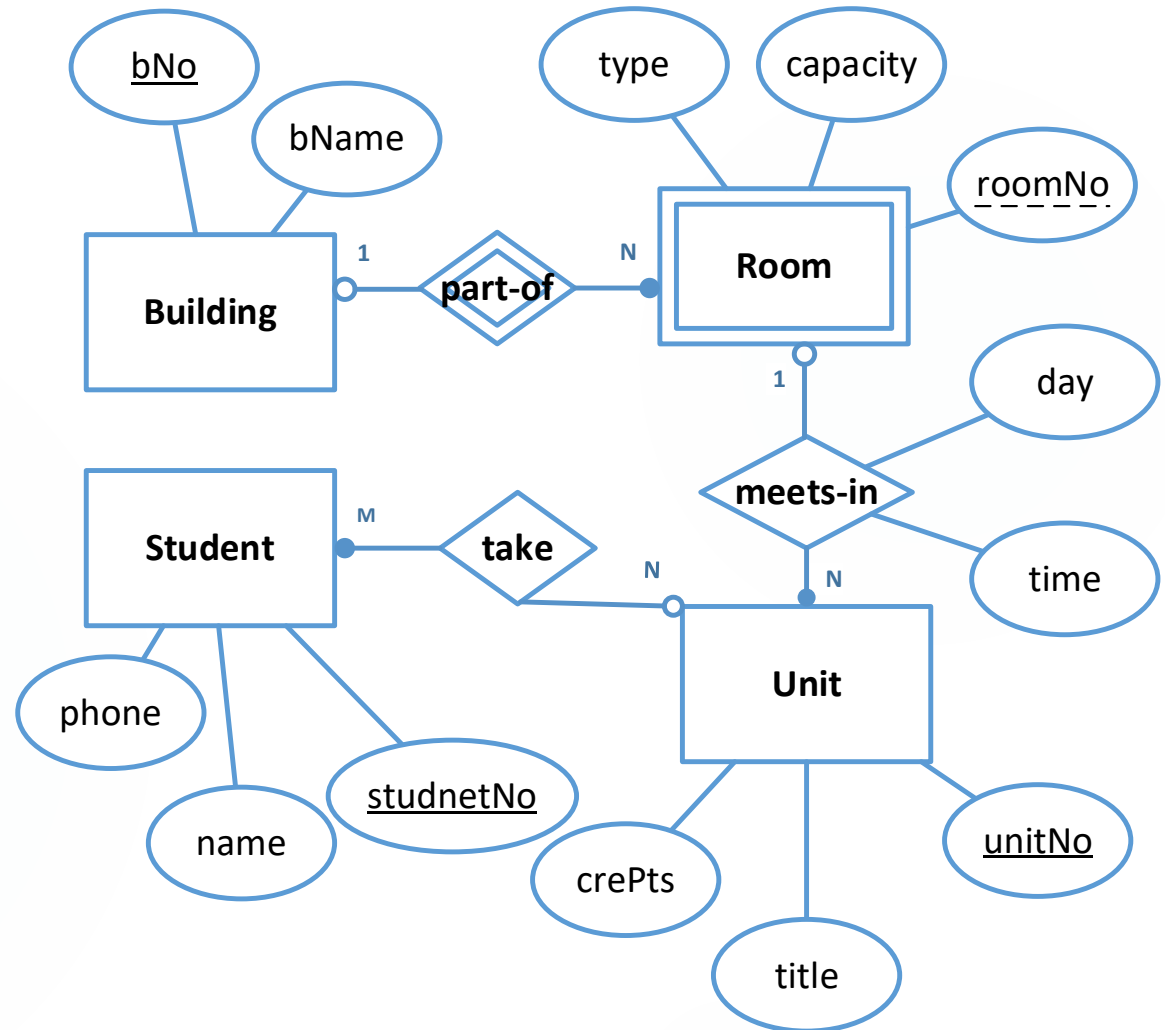 bNo
bName
type
capacity
roomNo
Building
1
part-of
N
Room
1
day
meets-in
time
N
Student
M
take
N
Unit
phone
name
studnetNo
crePts
title
unitNo